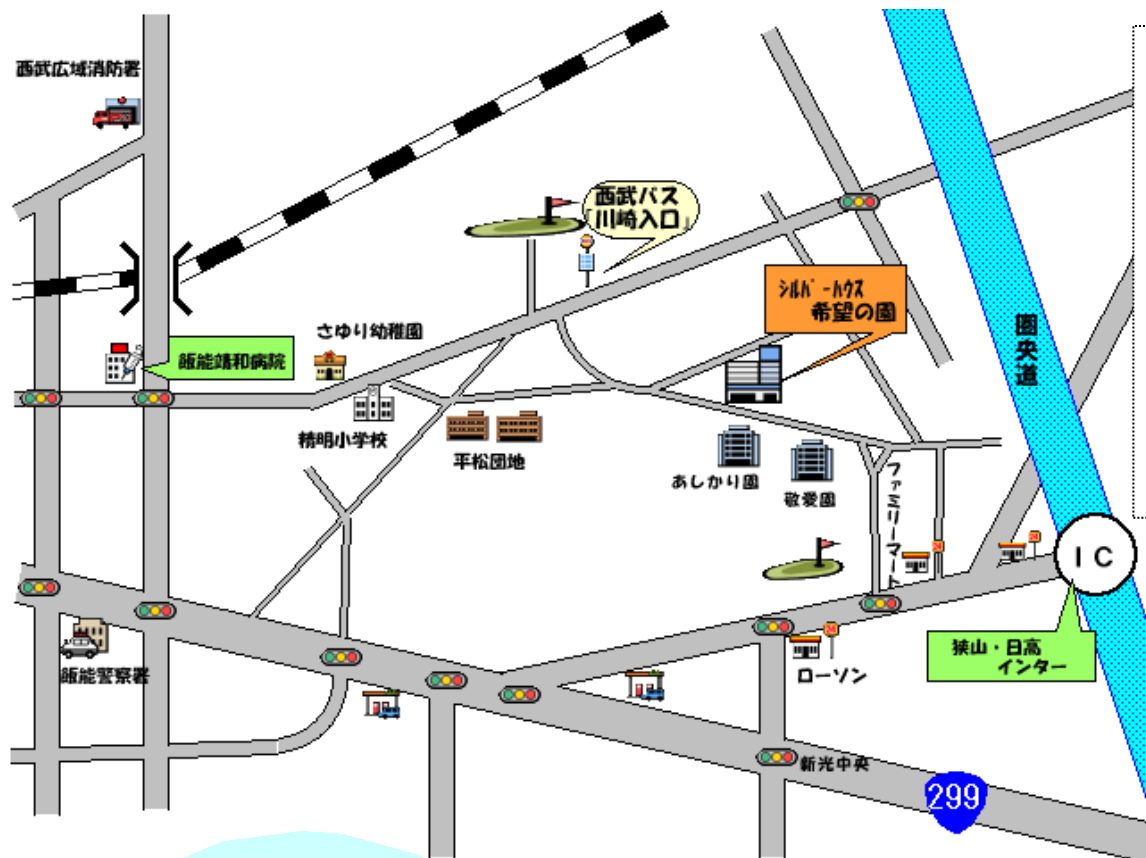 西武広域消防署
西武バス
「川崎入口」
シルバーハウス
希望の園
圏央道
さゆり幼稚園
飯能靖和病院
精明小学校
平松団地
あしかり園
敬愛園
ファミリーマート
24
24
IC
狭山・日高
インター
24
ローソン
飯能警察署
新光中央
299